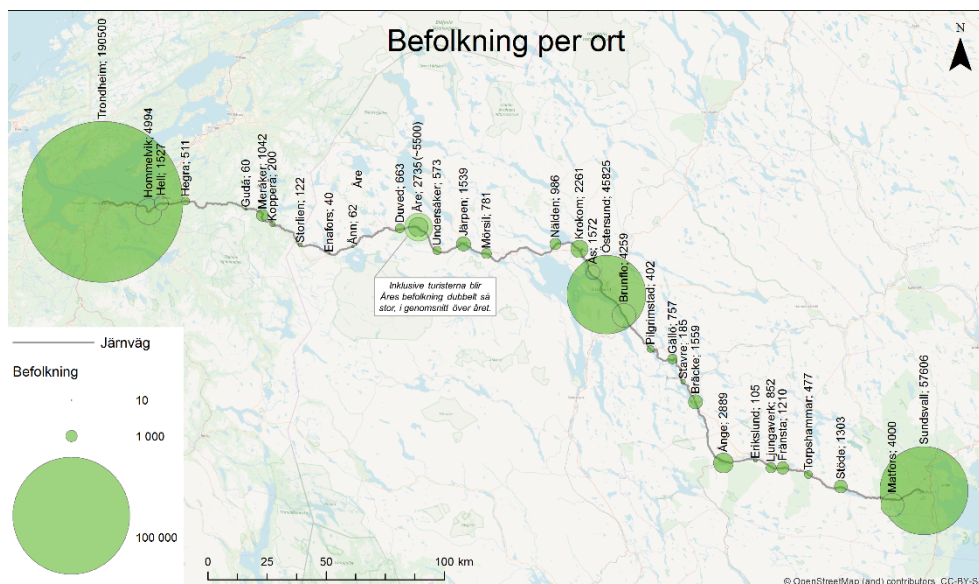 Befolkning per ort
N
Trondheim; 190500
Hommelvik; 4994
Hell; 1527
Hegra; 511
Gudå; 60
Meråker; 1042
Kopperå; 200
Storlien; 122
Enafors; 40
Ånn; 62
Åre
Duved; 663
Åre; 2735 (~5500)
Undersåker; 573
Järpen; 1539
Mörsil; 781
Nälden; 986
Krokom; 2261
Ås; 1572
Östersund; 45825
Brunflo; 4259
Pilgrimstad; 402
Gällö; 757
Stavre; 185
Bräcke; 1559
Ånge; 2889
Erikslund; 105
Ljungaverk; 852
Fränsta; 1210
Torpshammar; 477
Stöde; 1303
Matfors; 4000
Sundsvall; 57606
Inklusive turisterna blir
Åres befolkning dubbelt så
stor, i genomsnitt över året.
Järnväg
Befolkning
10
1 000
100 000
0 25 50 100 km
© OpenStreetMap (and) contributors, CC-BY-S